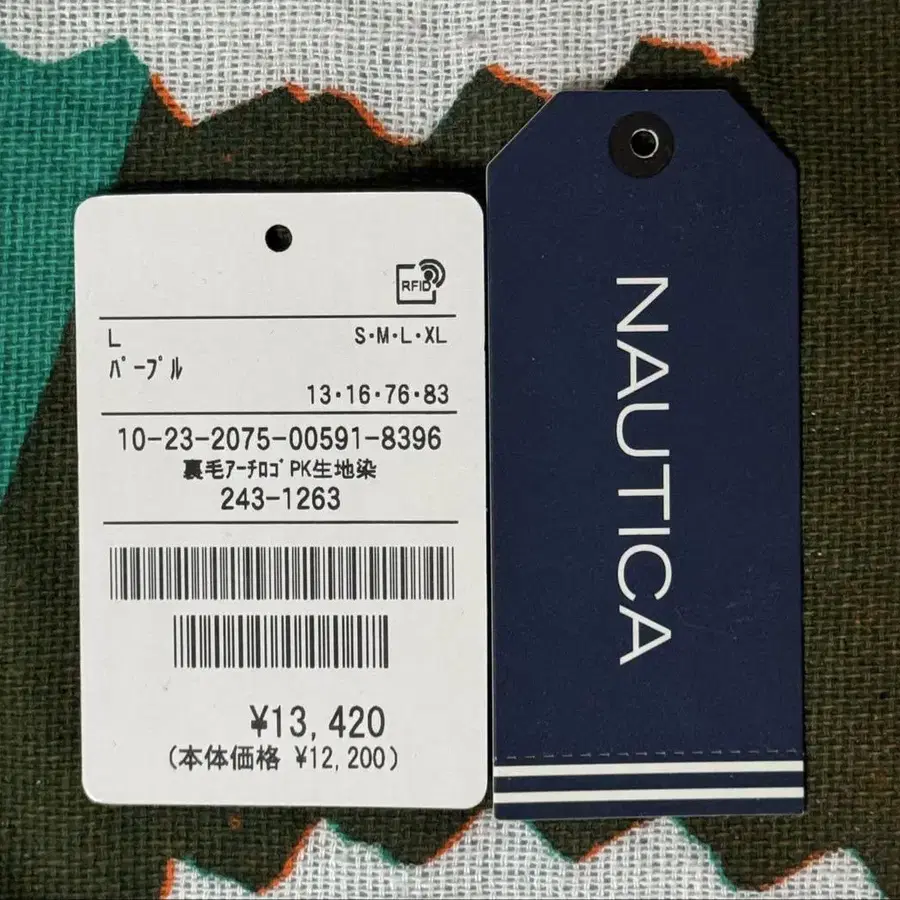 RFID
L S・M・L・XL
ﾊﾟｰﾌﾟﾙ
13・16・76・83
10-23-2075-00591-8396
裏毛ｱｰﾁﾛｺﾞPK生地染
243-1263
¥13,420
(本体価格 ¥12,200)
NAUTICA